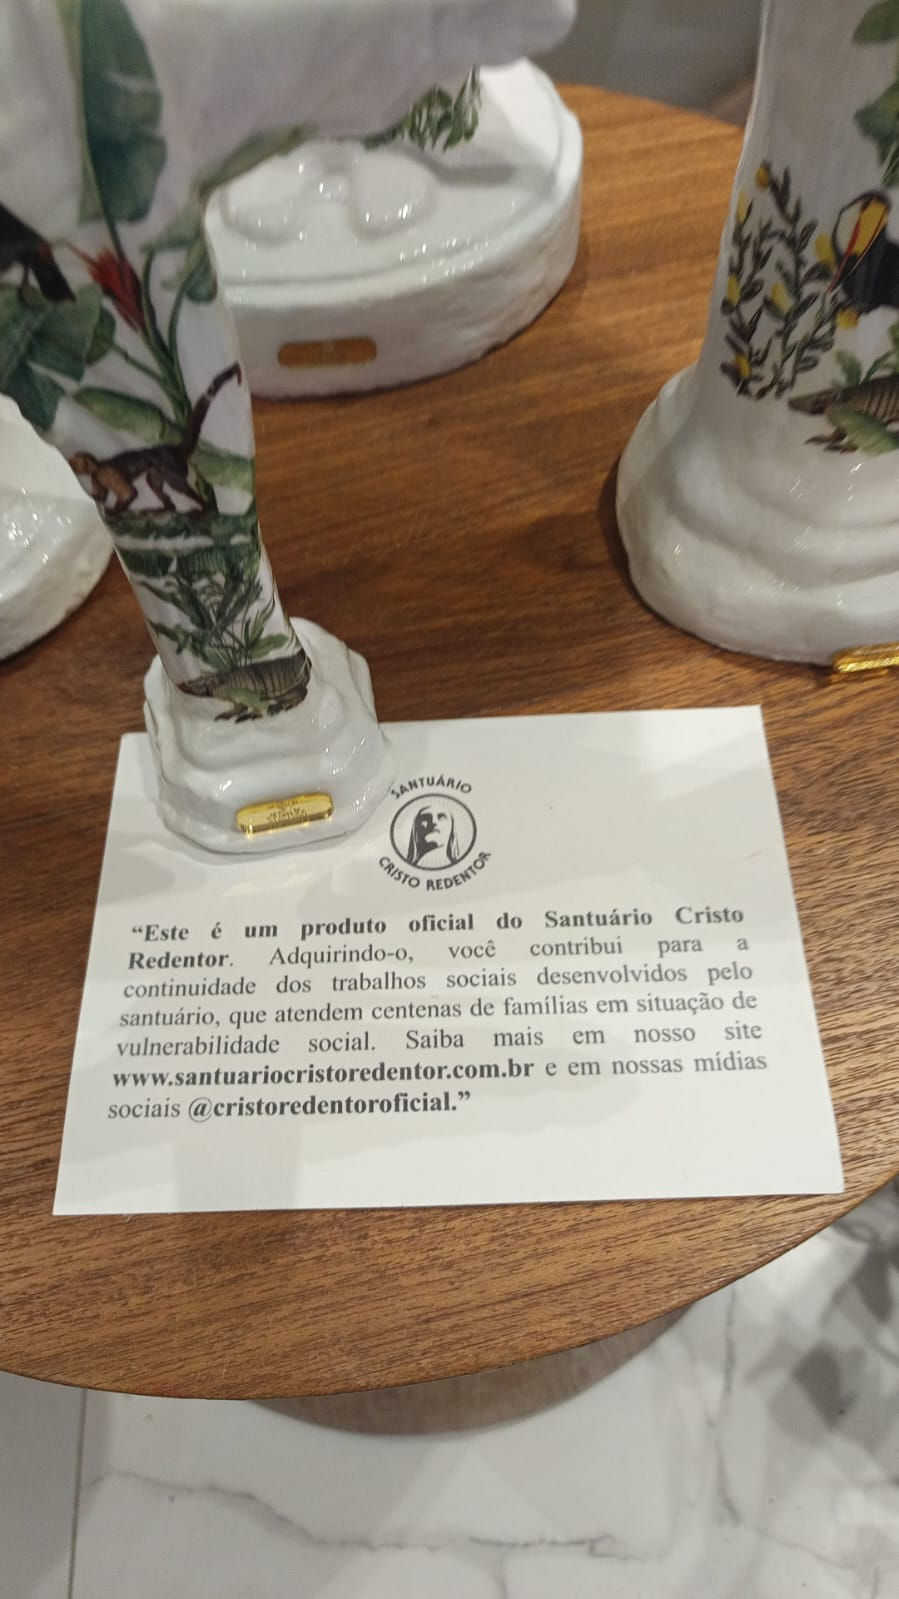 SANTUÁRIO
CRISTO REDENTOR
“Este é um produto oficial do Santuário Cristo
Redentor. Adquirindo-o, você contribui para a
continuidade dos trabalhos sociais desenvolvidos pelo
santuário, que atendem centenas de famílias em situação de
vulnerabilidade social. Saiba mais em nosso site
www.santuariocristoredentor.com.br e em nossas mídias
sociais @cristoredentoroficial.”